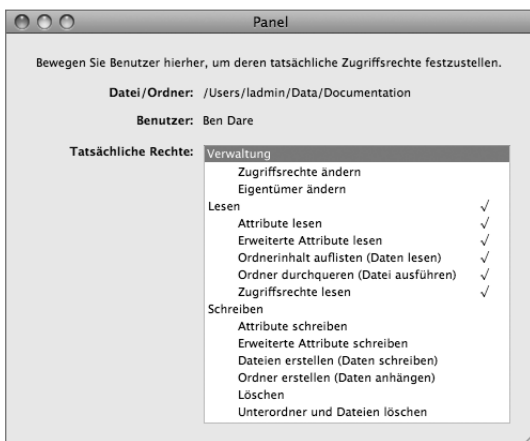 Panel
Bewegen Sie Benutzer hierher, um deren tatsächliche Zugriffsrechte festzustellen.
Datei/Ordner: /Users/ladmin/Data/Documentation
Benutzer: Ben Dare
Tatsächliche Rechte: Verwaltung
Zugriffsrechte ändern
Eigentümer ändern
Lesen √
Attribute lesen √
Erweiterte Attribute lesen √
Ordnerinhalt auflisten (Daten lesen) √
Ordner durchqueren (Datei ausführen) √
Zugriffsrechte lesen √
Schreiben
Attribute schreiben
Erweiterte Attribute schreiben
Dateien erstellen (Daten schreiben)
Ordner erstellen (Daten anhängen)
Löschen
Unterordner und Dateien löschen